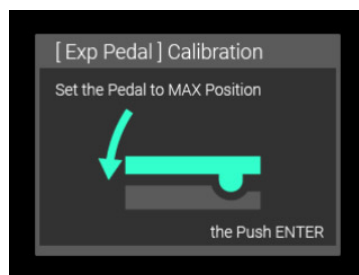 [ Exp Pedal ] Calibration
Set the Pedal to MAX Position
the Push ENTER